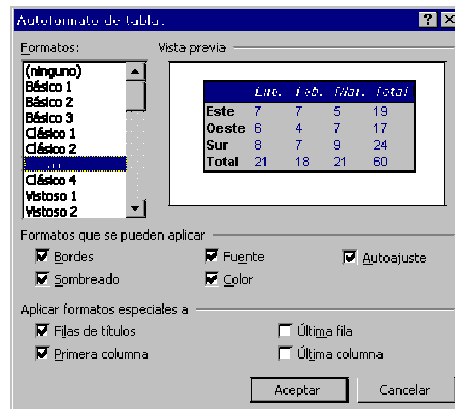 Autoformato de tabla
Formatos:
Vista previa
(ninguno)
Básico 1
Básico 2
Básico 3
Clásico 1
Clásico 2
Clásico 4
Vistoso 1
Vistoso 2
Ene. Feb. Mar. Total
Este 7 7 5 19
Oeste 6 4 7 17
Sur 8 7 9 24
Total 21 18 21 60
Formatos que se pueden aplicar
Bordes Fuente Autoajuste
Sombreado Color
Aplicar formatos especiales a
Filas de títulos Última fila
Primera columna Última columna
Aceptar Cancelar